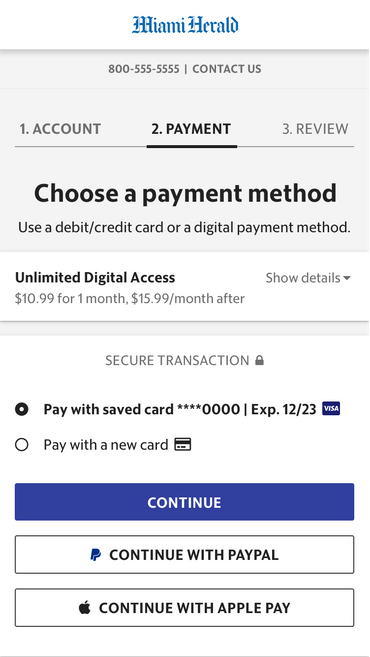 Miami Herald
800-555-5555 | CONTACT US
1. ACCOUNT 2. PAYMENT 3. REVIEW
Choose a payment method
Use a debit/credit card or a digital payment method.
Unlimited Digital Access Show details
$10.99 for 1 month, $15.99/month after
SECURE TRANSACTION
Pay with saved card ****0000 | Exp. 12/23 VISA
Pay with a new card
CONTINUE
CONTINUE WITH PAYPAL
CONTINUE WITH APPLE PAY